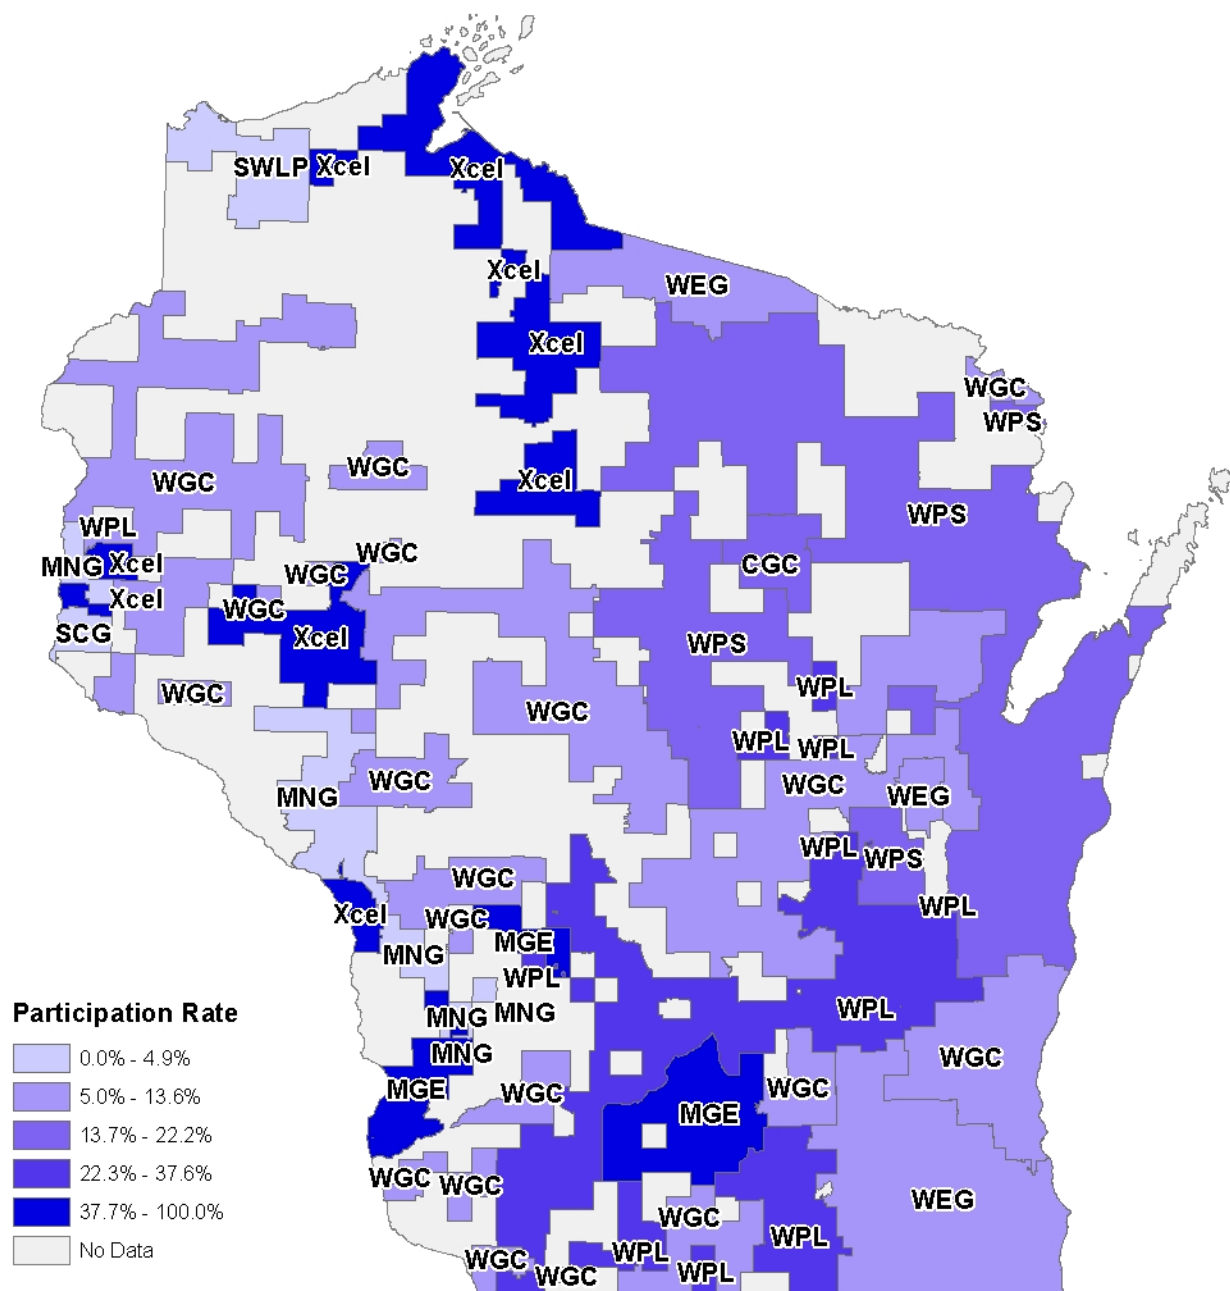 SWLP
Xcel
Xcel
Xcel
WEG
Xcel
WGC
WPS
WGC
Xcel
WGC
WPS
WPL
WGC
MNG
Xcel
CGC
WGC
Xcel
WGC
SCG
Xcel
WPS
WPL
WGC
WGC
WPL
WPL
WGC
WGC
MNG
WEG
WPL
WPS
WGC
WPL
Xcel
WGC
MGE
MNG
WPL
WPL
MNG
MNG
MNG
WGC
MGE
WGC
WGC
MGE
WGC
WGC
WEG
WGC
WPL
WPL
WGC
WPL
WGC
Participation Rate
0.0% - 4.9%
5.0% - 13.6%
13.7% - 22.2%
22.3% - 37.6%
37.7% - 100.0%
No Data